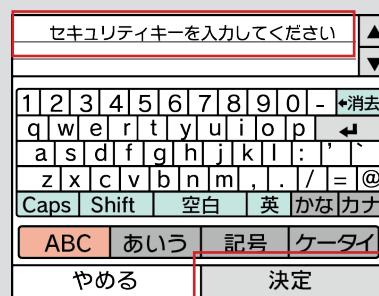 セキュリティキーを入力してください ▲
▼
1 2 3 4 5 6 7 8 9 0 - ←消去
q w e r t y u i o p ↵
a s d f g h j k l : ' `
z x c v b n m , . / = @
Caps Shift 空白 英 かな カナ
ABC あいう 記号 ケータイ
やめる 決定